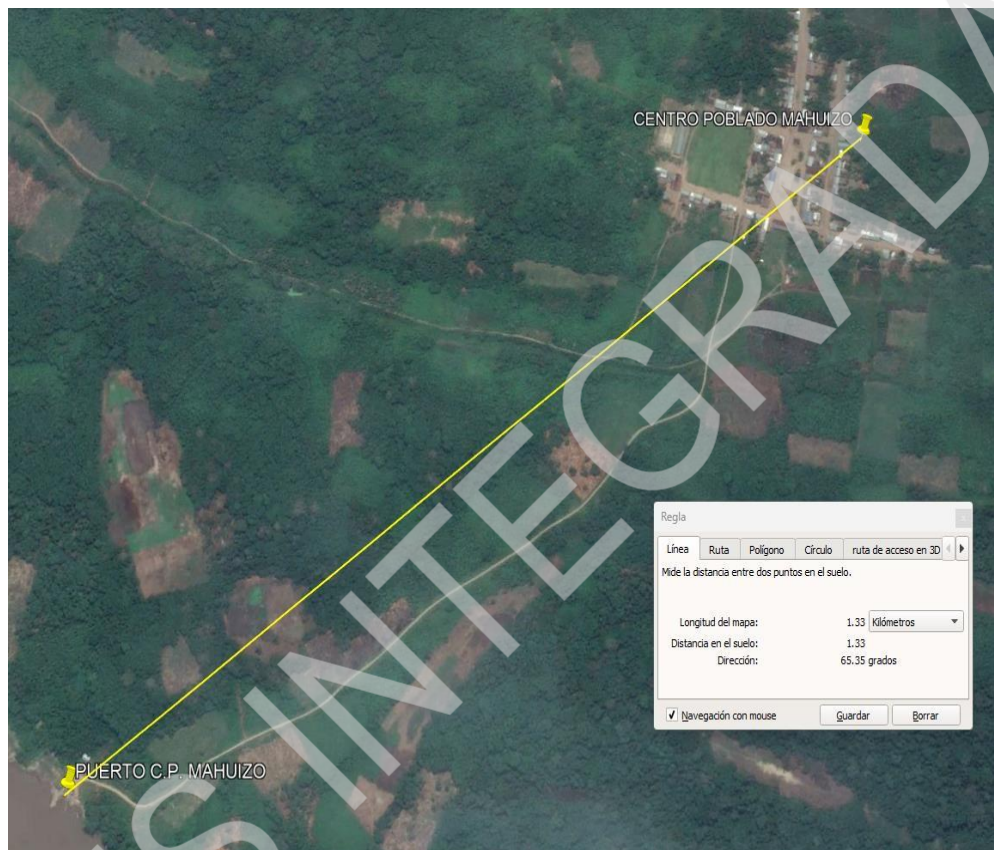 CENTRO POBLADO MAHUIZO
Regla
Línea Ruta Polígono Círculo ruta de acceso en 3D
Mide la distancia entre dos puntos en el suelo.
Longitud del mapa: 1.33 Kilómetros
Distancia en el suelo: 1.33
Dirección: 65.35 grados
Navegación con mouse Guardar Borrar
PUERTO C.P. MAHUIZO
S INTEGRADA